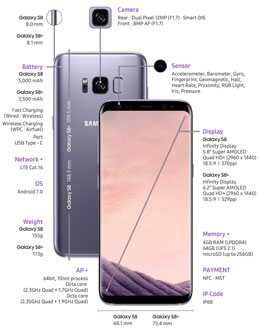 Galaxy S8
8.0 mm
Galaxy S8+
8.1 mm
Camera
Rear : Dual Pixel 12MP (F1.7) · Smart OIS
Front : 8MP AF (F1.7)
Battery
Galaxy S8
3,000 mAh
Galaxy S8+
3,500 mAh
Fast Charging
(Wired · Wireless)
Wireless Charging
(WPC · Airfuel)
Port
USB Type - C
Sensor
Accelerometer, Barometer, Gyro,
Fingerprint, Geomagnetic, Hall,
Heart Rate, Proximity, RGB Light,
Iris, Pressure
SAMSUNG
Galaxy S8+ 159.5 mm
Galaxy S8 148.9 mm
Display
Galaxy S8
Infinity Display
5.8" Super AMOLED
Quad HD+ (2960 x 1440)
18.5:9 l 570ppi
Galaxy S8+
Infinity Display
6.2" Super AMOLED
Quad HD+ (2960 x 1440)
18.5:9 l 529ppi
Network +
LTE Cat.16
OS
Android 7.0
Weight
Galaxy S8
155g
Galaxy S8+
173g
Memory +
4GB RAM (LPDDR4)
64GB (UFS 2.1)
microSD (up to 256GB)
AP +
64bit, 10nm process
Octa core
(2.3GHz Quad + 1.7GHz Quad)
Octa core
(2.35GHz Quad + 1.9GHz Quad)
PAYMENT
NFC · MST
IP Code
IP68
Galaxy S8
68.1 mm
Galaxy S8+
73.4 mm